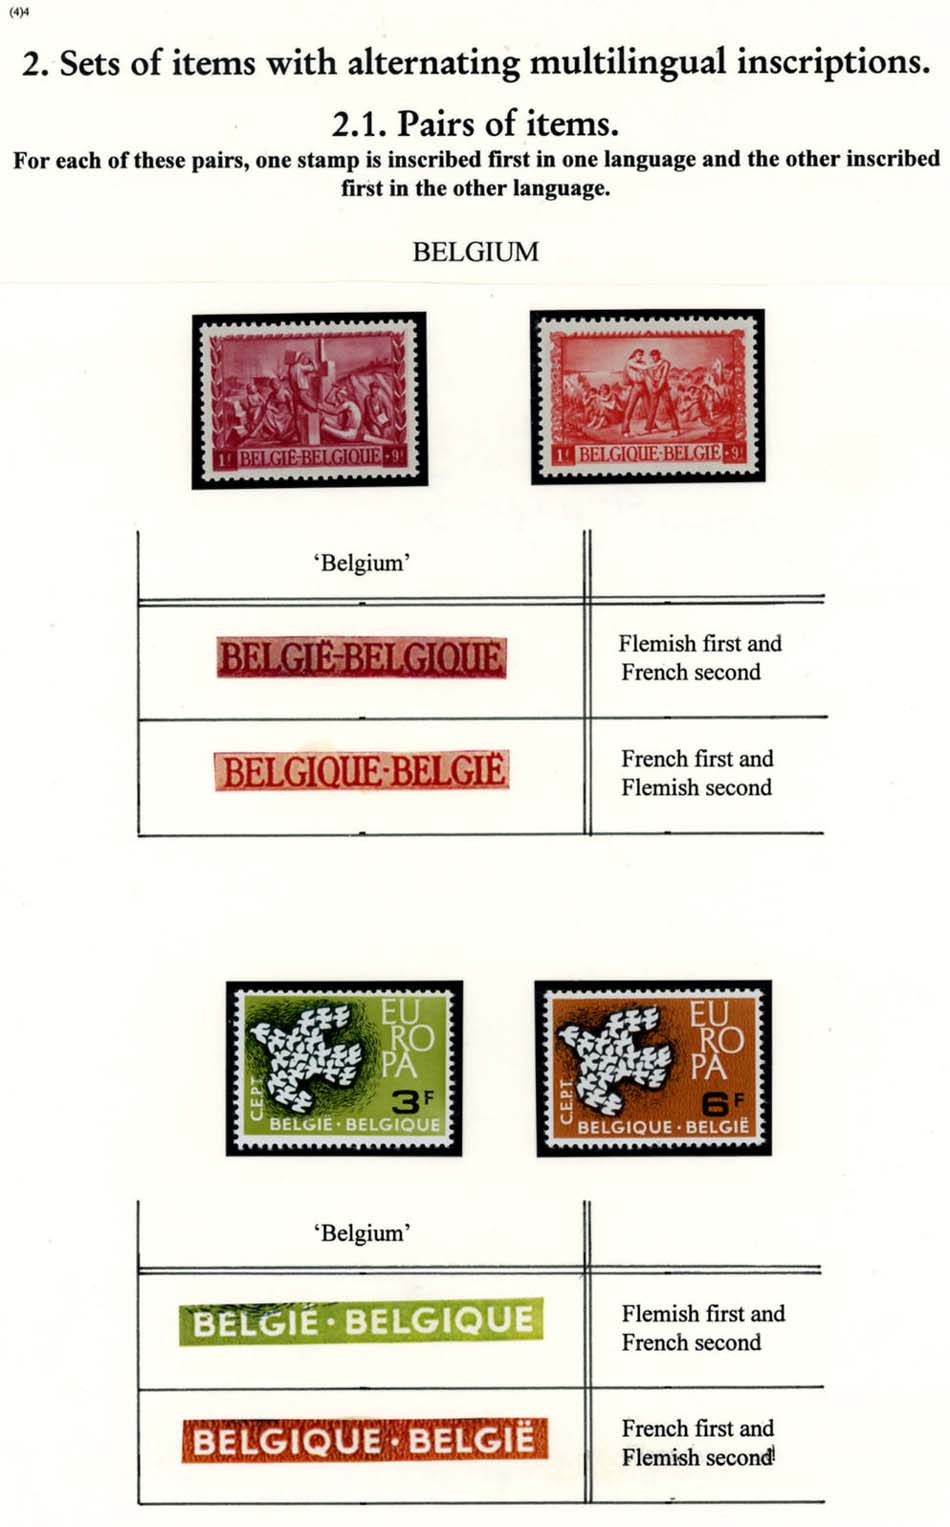 (4)4
2. Sets of items with alternating multilingual inscriptions.
2.1. Pairs of items.
For each of these pairs, one stamp is inscribed first in one language and the other inscribed
first in the other language.
BELGIUM
1F BELGIË-BELGIQUE +9F
1F BELGIQUE-BELGIË +9F
‘Belgium’
BELGIË-BELGIQUE
Flemish first and
French second
BELGIQUE-BELGIË
French first and
Flemish second
EU
RO
PA
C.E.P.T.
3F
BELGIË·BELGIQUE
EU
RO
PA
C.E.P.T.
6F
BELGIQUE·BELGIË
‘Belgium’
BELGIË·BELGIQUE
Flemish first and
French second
BELGIQUE·BELGIË
French first and
Flemish second